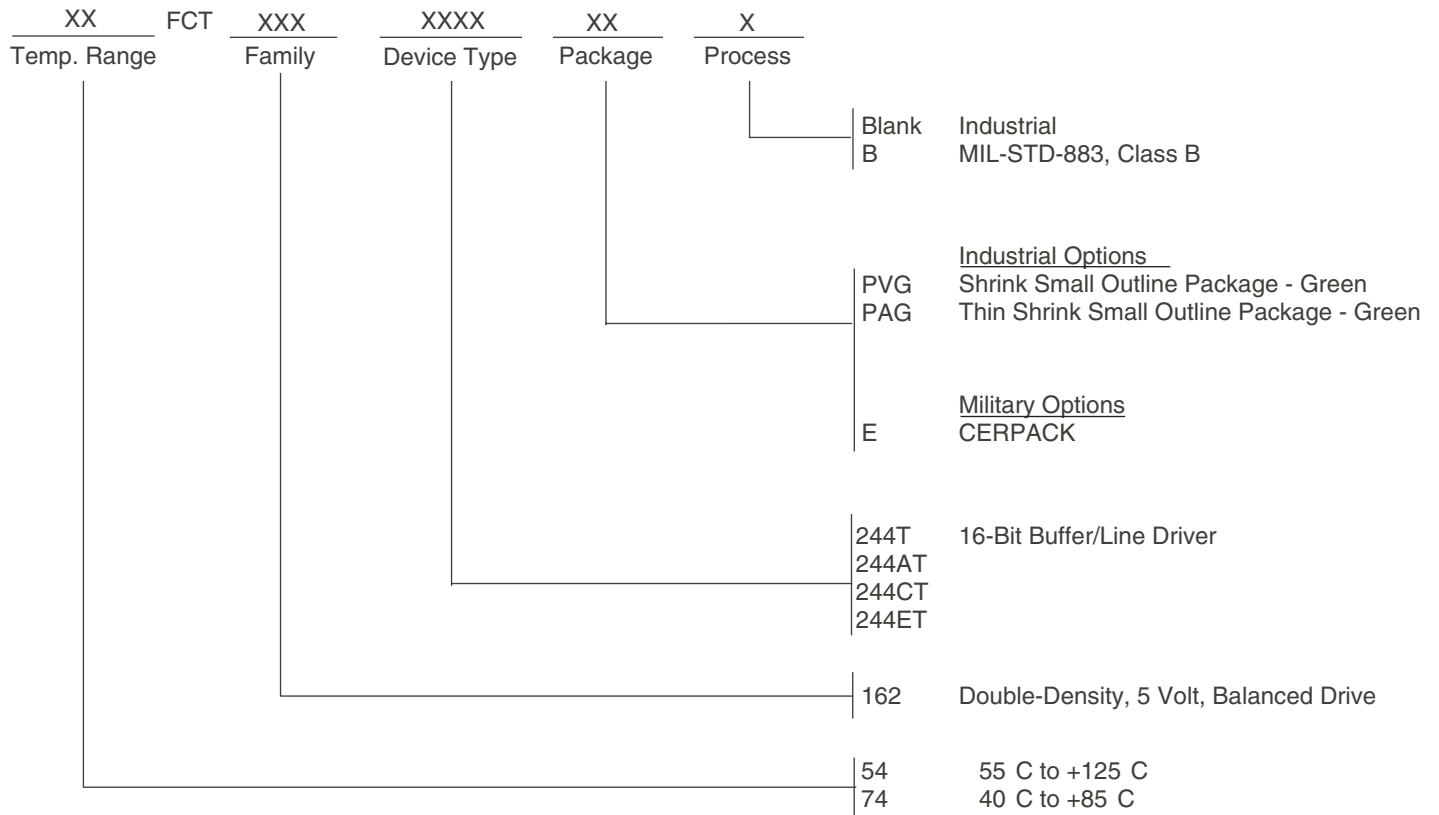 XX FCT XXX XXXX XX X
Temp. Range Family Device Type Package Process
Blank Industrial
B MIL-STD-883, Class B
Industrial Options
PVG Shrink Small Outline Package - Green
PAG Thin Shrink Small Outline Package - Green
Military Options
E CERPACK
244T 16-Bit Buffer/Line Driver
244AT
244CT
244ET
162 Double-Density, 5 Volt, Balanced Drive
54 55 C to +125 C
74 40 C to +85 C